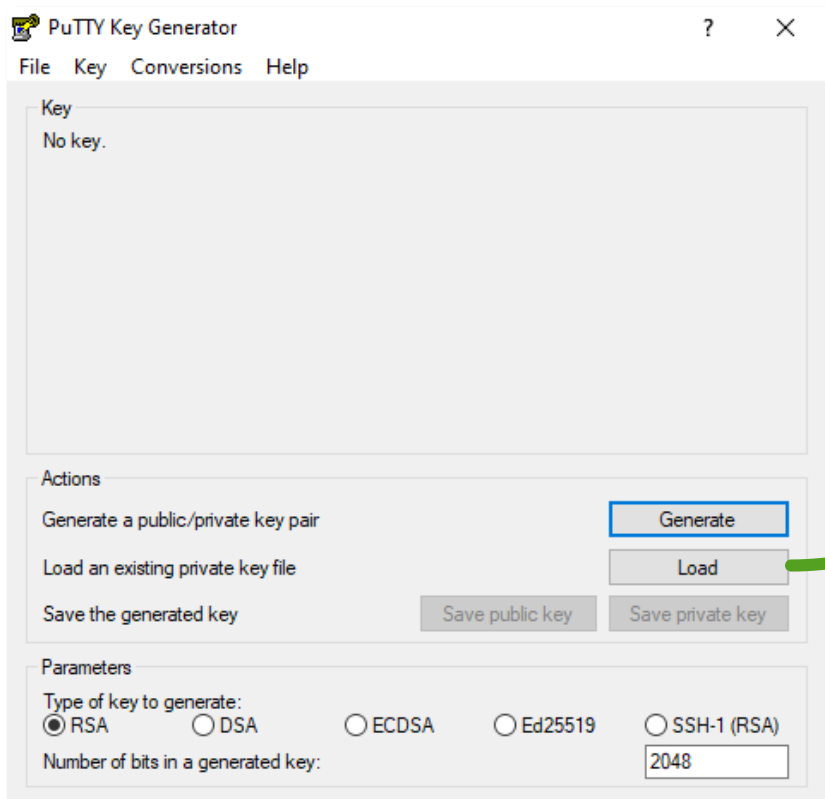 PuTTY Key Generator ?
File Key Conversions Help
Key
No key.
Actions
Generate a public/private key pair Generate
Load an existing private key file Load
Save the generated key Save public key Save private key
Parameters
Type of key to generate:
RSA DSA ECDSA Ed25519 SSH-1 (RSA)
Number of bits in a generated key: 2048